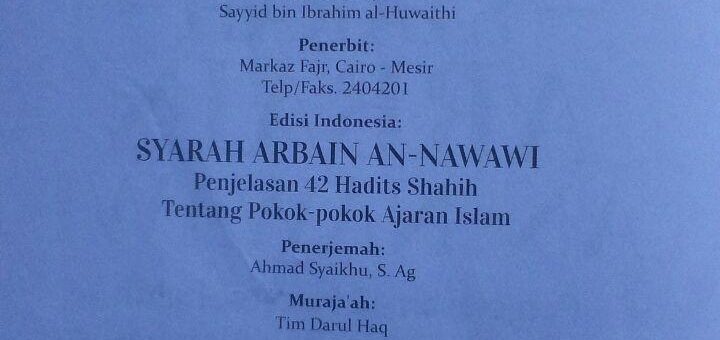 Sayyid bin Ibrahim al-Huwaithi
Penerbit:
Markaz Fajr, Cairo - Mesir
Telp/Faks. 2404201
Edisi Indonesia:
SYARAH ARBAIN AN-NAWAWI
Penjelasan 42 Hadits Shahih
Tentang Pokok-pokok Ajaran Islam
Penerjemah:
Ahmad Syaikhu, S. Ag
Muraja'ah:
Tim Darul Haq